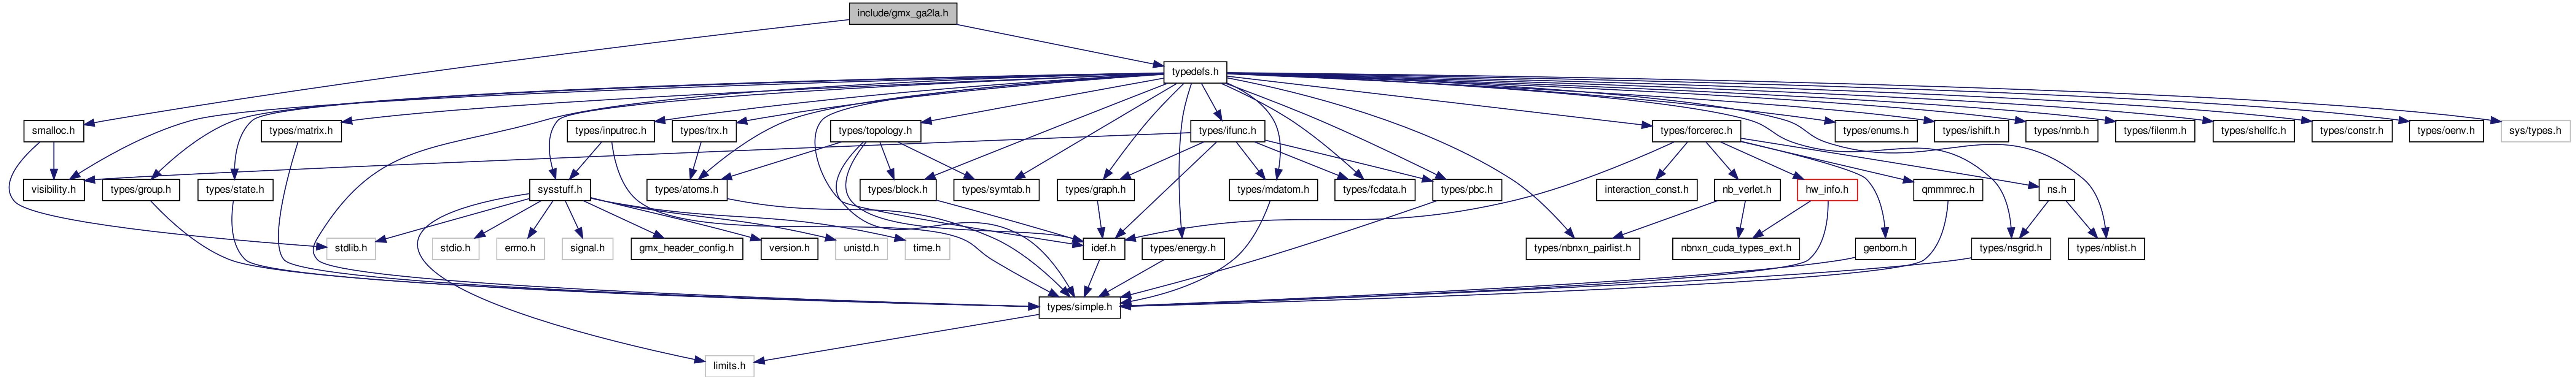 include/gmx_ga2la.h
typedefs.h
smalloc.h
types/matrix.h
types/inputrec.h
types/trx.h
types/topology.h
types/ifunc.h
types/forcerec.h
types/enums.h
types/ishift.h
types/nrnb.h
types/filenm.h
types/shellfc.h
types/constr.h
types/oenv.h
sys/types.h
visibility.h
types/group.h
types/state.h
sysstuff.h
types/atoms.h
types/block.h
types/symtab.h
types/graph.h
types/mdatom.h
types/fcdata.h
types/pbc.h
interaction_const.h
nb_verlet.h
hw_info.h
qmmmrec.h
ns.h
stdlib.h
stdio.h
errno.h
signal.h
gmx_header_config.h
version.h
unistd.h
time.h
idef.h
types/energy.h
types/nbnxn_pairlist.h
nbnxn_cuda_types_ext.h
genborn.h
types/nsgrid.h
types/nblist.h
types/simple.h
limits.h